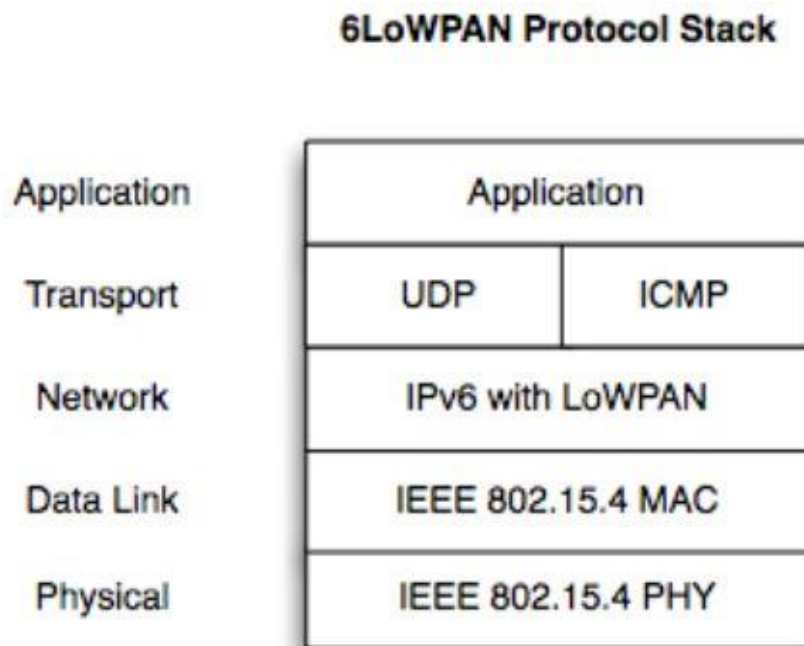 6LoWPAN Protocol Stack
Application Application
Transport UDP ICMP
Network IPv6 with LoWPAN
Data Link IEEE 802.15.4 MAC
Physical IEEE 802.15.4 PHY